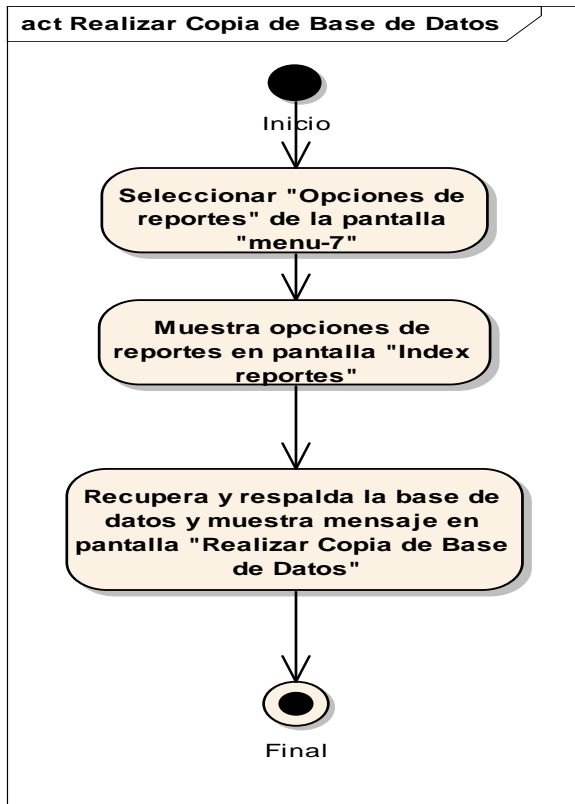 act Realizar Copia de Base de Datos
Inicio
Seleccionar "Opciones de
reportes" de la pantalla
"menu-7"
Muestra opciones de
reportes en pantalla "Index
reportes"
Recupera y respalda la base de
datos y muestra mensaje en
pantalla "Realizar Copia de Base
de Datos"
Final